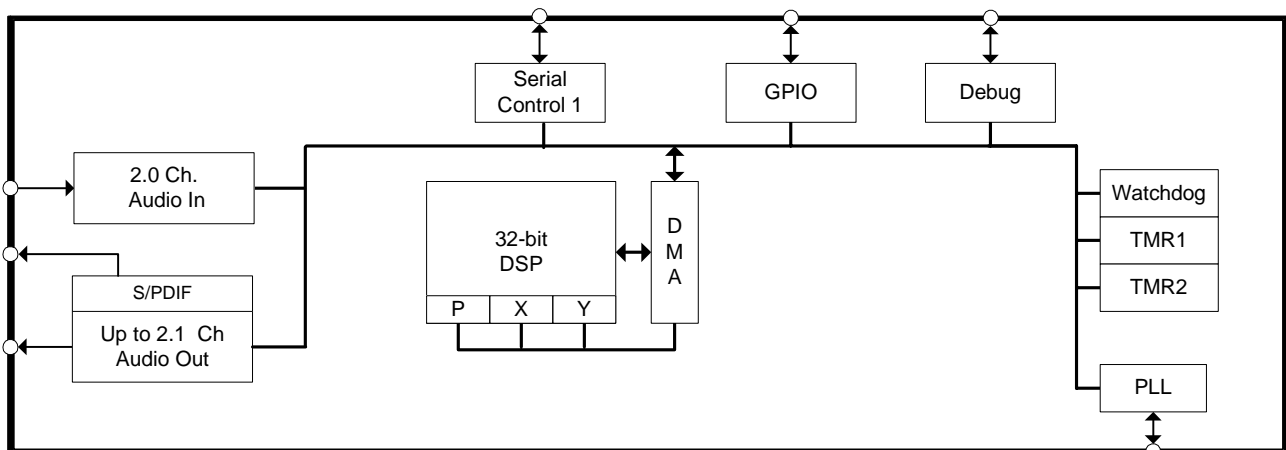 Serial
Control 1
GPIO
Debug
2.0 Ch.
Audio In
32-bit
DSP
P
X
Y
D
M
A
Watchdog
TMR1
TMR2
S/PDIF
Up to 2.1 Ch
Audio Out
PLL